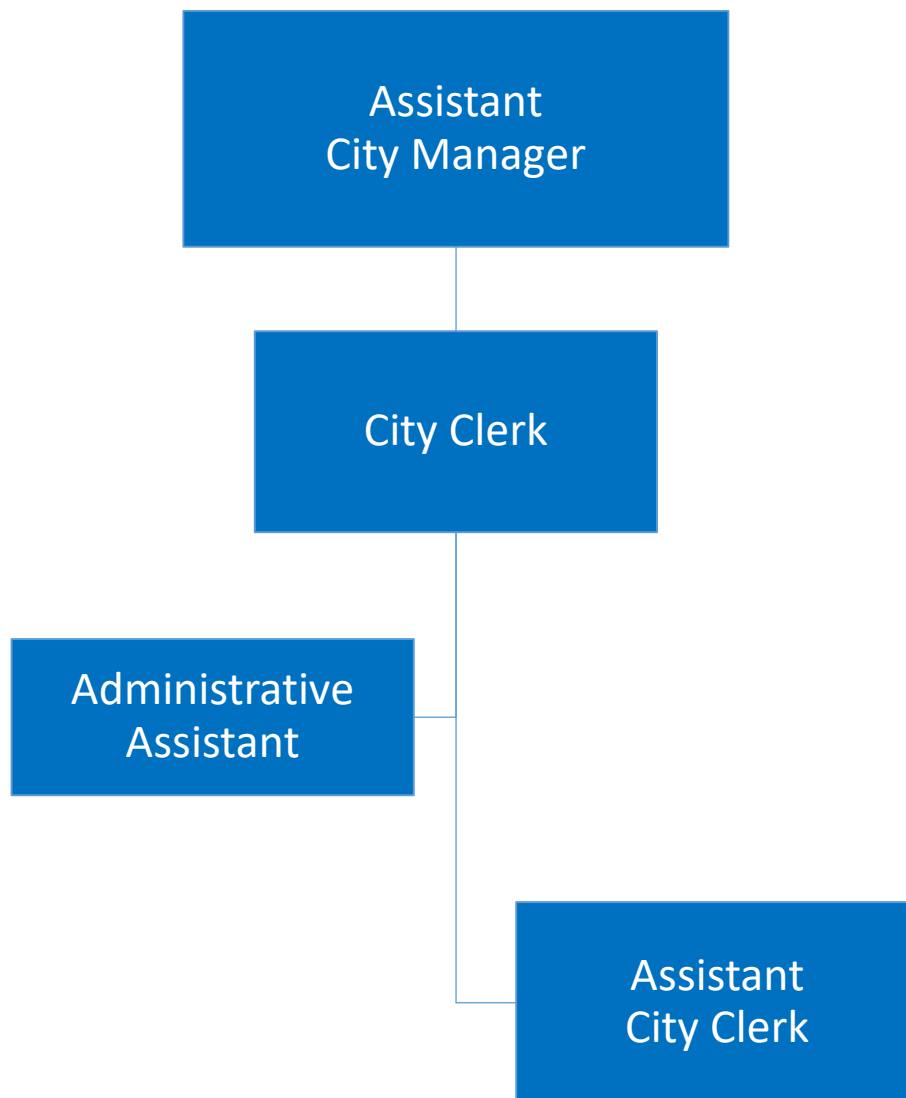 Assistant
City Manager
City Clerk
Administrative
Assistant
Assistant
City Clerk